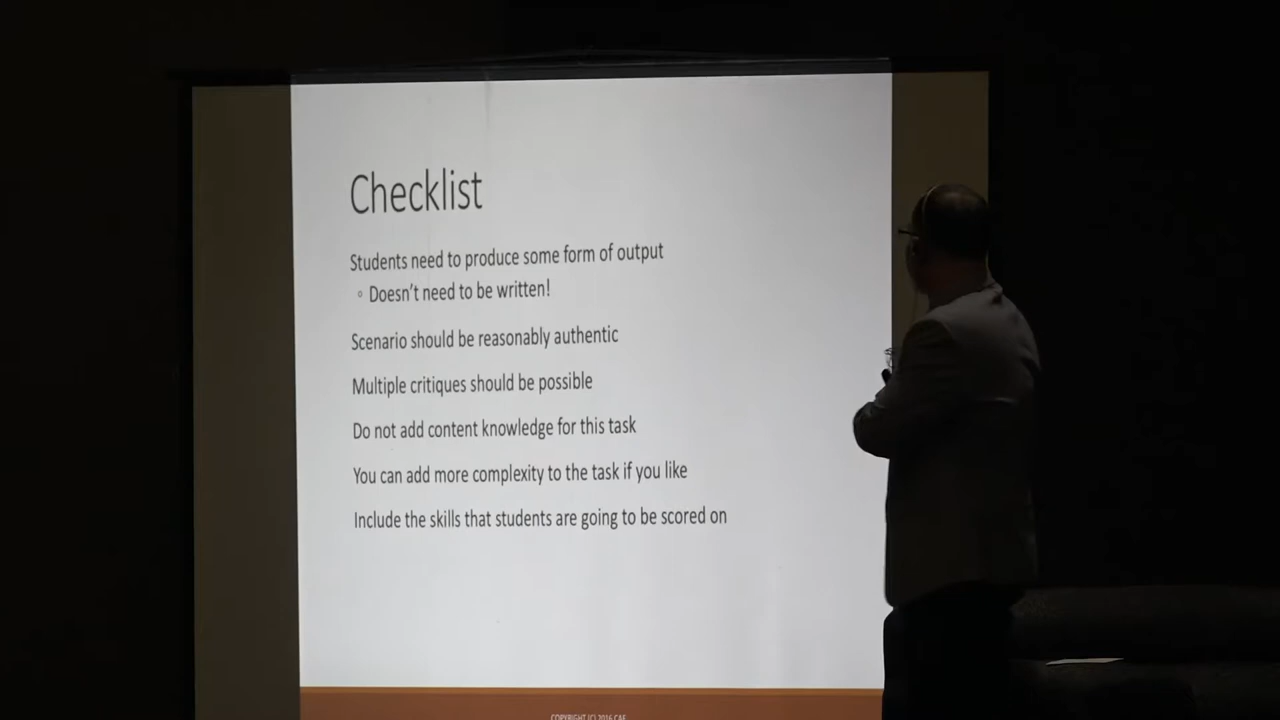 Checklist
Students need to produce some form of output
◦ Doesn't need to be written!
Scenario should be reasonably authentic
Multiple critiques should be possible
Do not add content knowledge for this task
You can add more complexity to the task if you like
Include the skills that students are going to be scored on
COPYRIGHT (C) 2016 CAE